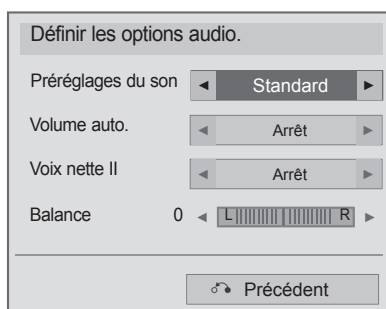 Définir les options audio.
Préréglages du son ◄ Standard ►
Volume auto. ◄ Arrêt ►
Voix nette II ◄ Arrêt ►
Balance 0 ◄ L R ►
Précédent